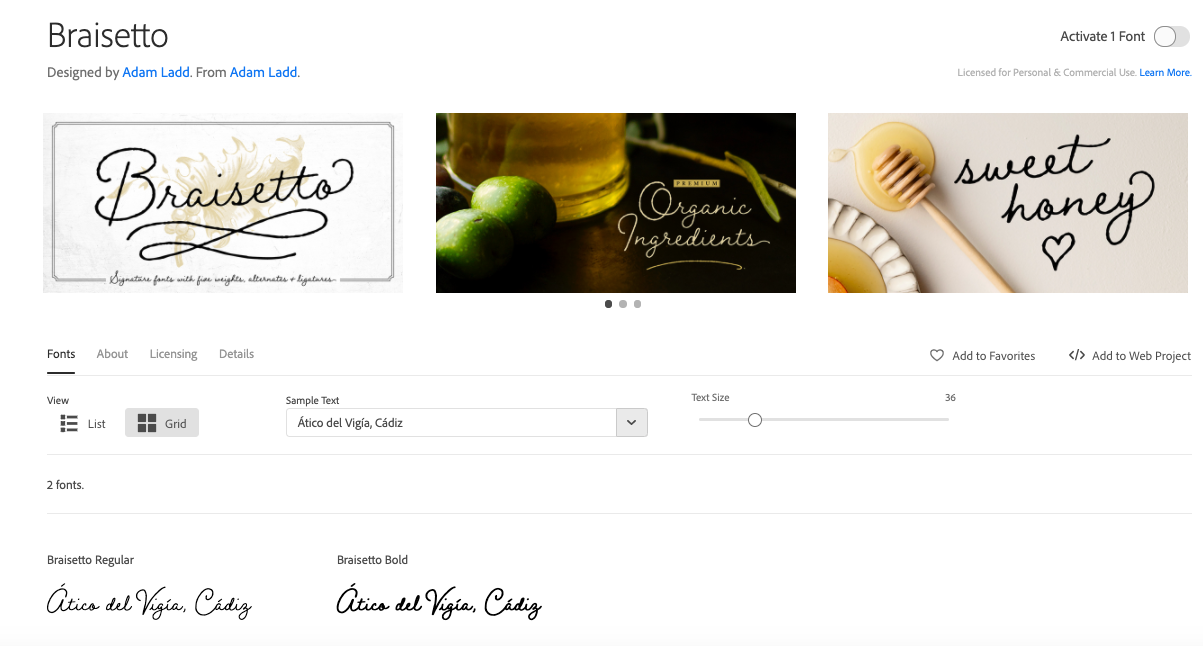 Braisetto
Activate 1 Font
Designed by Adam Ladd. From Adam Ladd.
Licensed for Personal & Commercial Use. Learn More.
Braisetto
Signature fonts with five weights, alternates + ligatures
PREMIUM
Organic
Ingredients
sweet
honey
Fonts About Licensing Details
Add to Favorites
</> Add to Web Project
View
List
Grid
Sample Text
Ático del Vigía, Cádiz
Text Size 36
2 fonts.
Braisetto Regular
Braisetto Bold
Ático del Vigía, Cádiz
Ático del Vigía, Cádiz